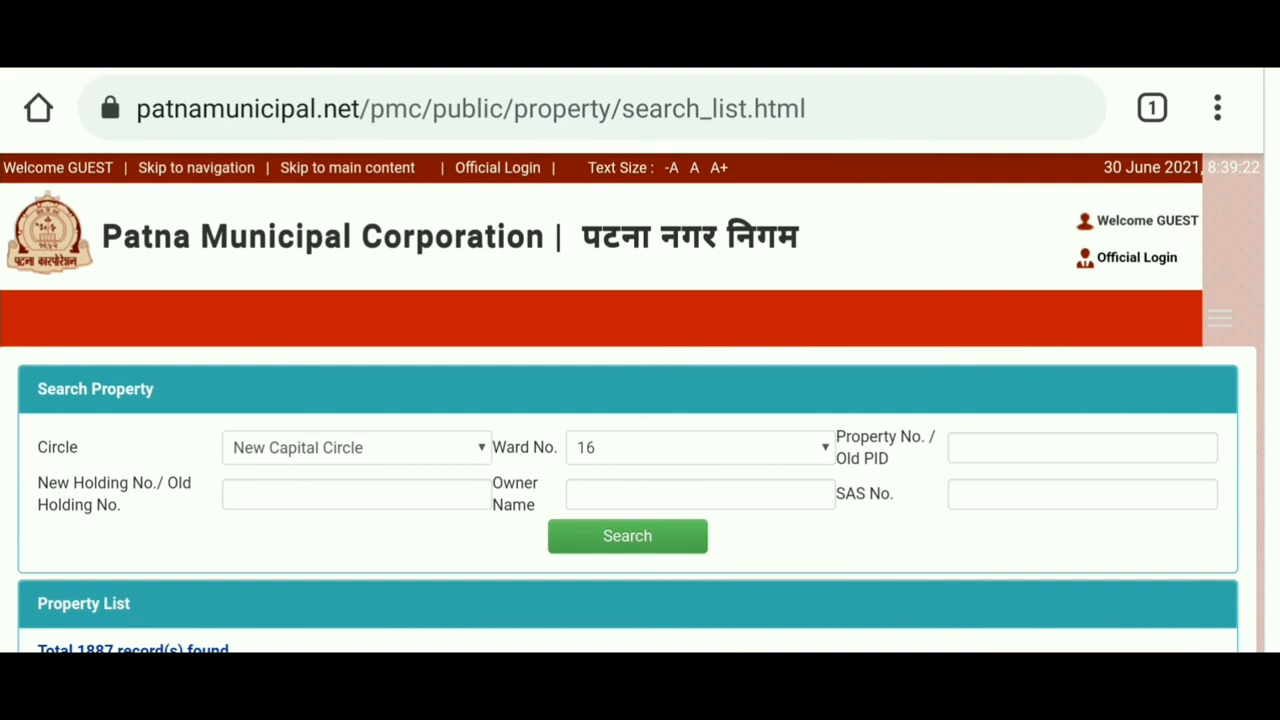 patnamunicipal.net/pmc/public/property/search_list.html 1
Welcome GUEST | Skip to navigation | Skip to main content | Official Login | Text Size : -A A A+ 30 June 2021, 8:39:22
पटना कारपोरेशन
Patna Municipal Corporation | पटना नगर निगम
Welcome GUEST
Official Login
Search Property
Circle New Capital Circle Ward No. 16 Property No. / Old PID
New Holding No./ Old Holding No. Owner Name SAS No.
Search
Property List
Total 1887 record(s) found